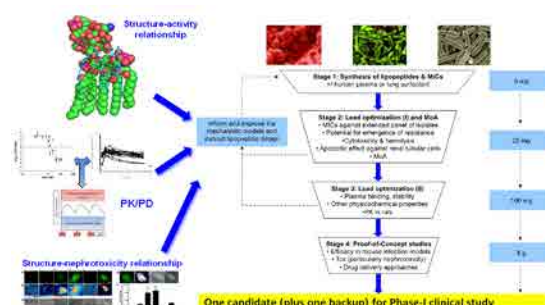 Structure-activity
relationship
PK/PD
Structure-nephrotoxicity relationship
Inform and improve the
mechanistic models and
instruct lipopeptide design
Stage 1: Synthesis of lipopeptides & MICs
+/- human plasma or lung surfactant
Stage 2: Lead optimization (I) and MoA
• MICs against extended panel of isolates
• Potential for emergence of resistance
• Cytotoxicity & hemolysis
• Apoptotic effect against renal tubular cells
• MoA
Stage 3: Lead optimization (II)
• Plasma binding, stability
• Other physicochemical properties
• PK in rats
Stage 4: Proof-of-Concept studies
• Efficacy in mouse infection models
• Tox (particularly nephrotoxicity)
• Drug delivery approaches
One candidate (plus one backup) for Phase-I clinical study